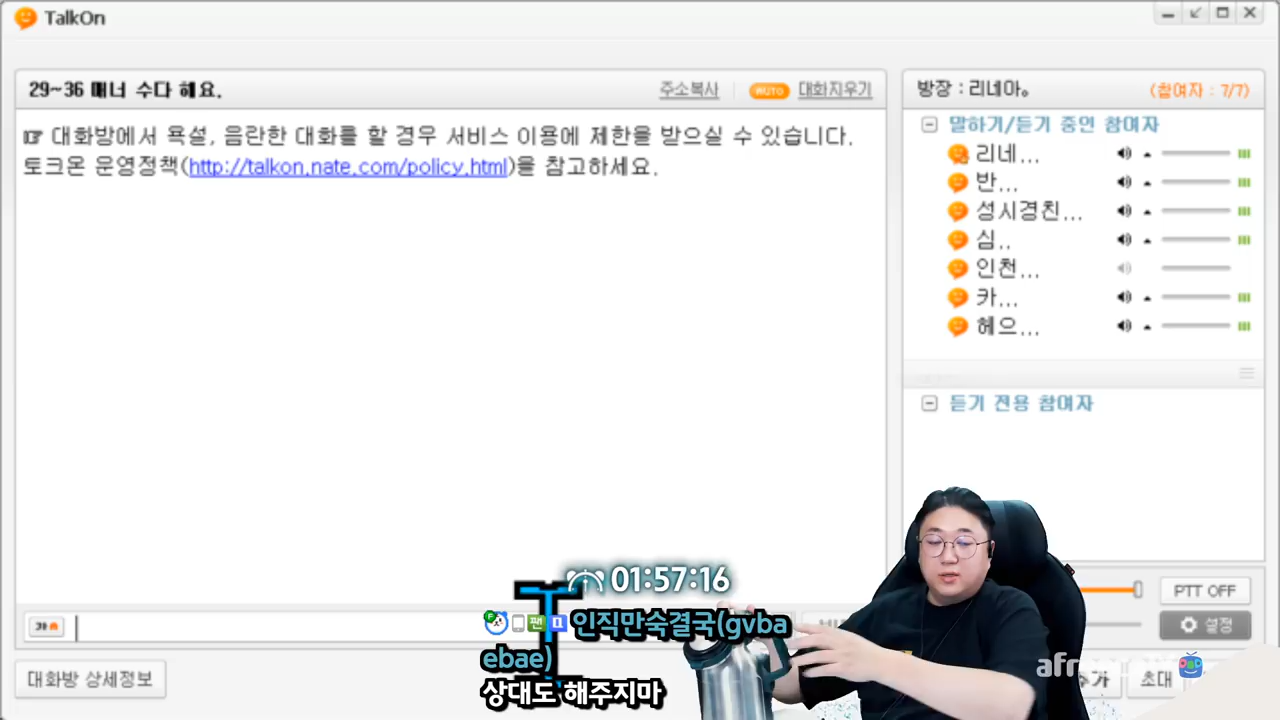 TalkOn
29~36 매너 수다 해요.
주소복사
AUTO
대화지우기
☞ 대화방에서 욕설, 음란한 대화를 할 경우 서비스 이용에 제한을 받으실 수 있습니다.
토크온 운영정책(http://talkon.nate.com/policy.html)을 참고하세요.
방장 : 리네아。
(참여자 : 7/7)
말하기/듣기 중인 참여자
리네...
반...
성시경친...
심..
인천...
카...
헤으...
듣기 전용 참여자
PTT OFF
설정
초대
01:57:16
팬
인직만숙결국(gvba
ebae)
상대도 해주지마
가
대화방 상세정보